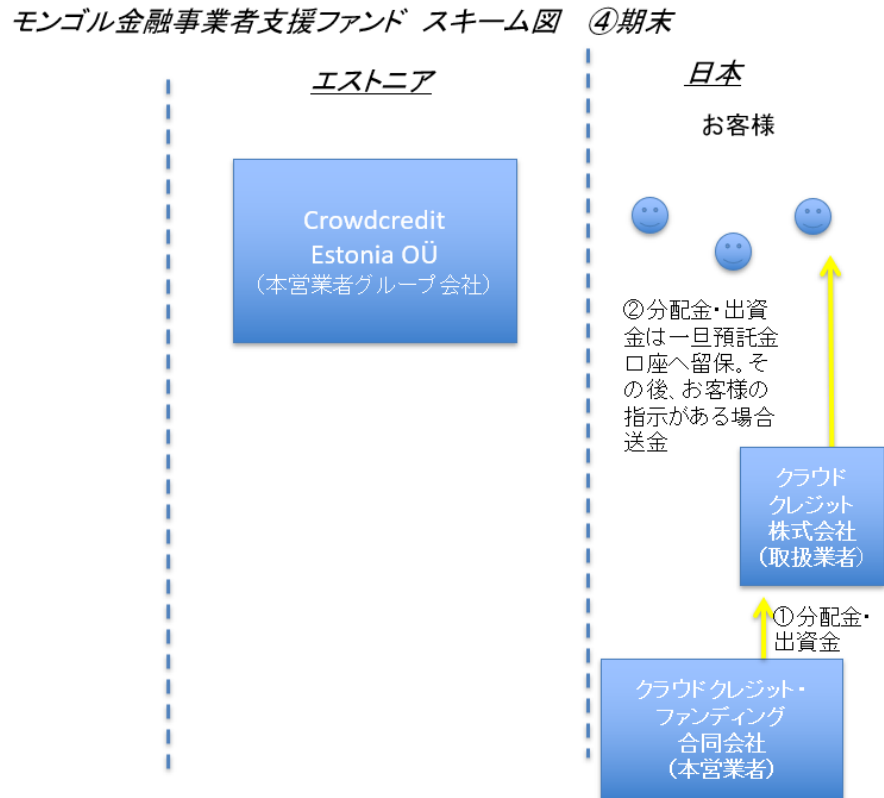 モンゴル金融事業者支援ファンド スキーム図 ④期末
エストニア
日本
お客様
Crowdcredit
Estonia OÜ
（本営業者グループ会社）
②分配金・出資
金は一旦預託金
口座へ留保。そ
の後、お客様の
指示がある場合
送金
クラウド
クレジット
株式会社
（取扱業者）
①分配金・
出資金
クラウドクレジット・
ファンディング
合同会社
（本営業者）